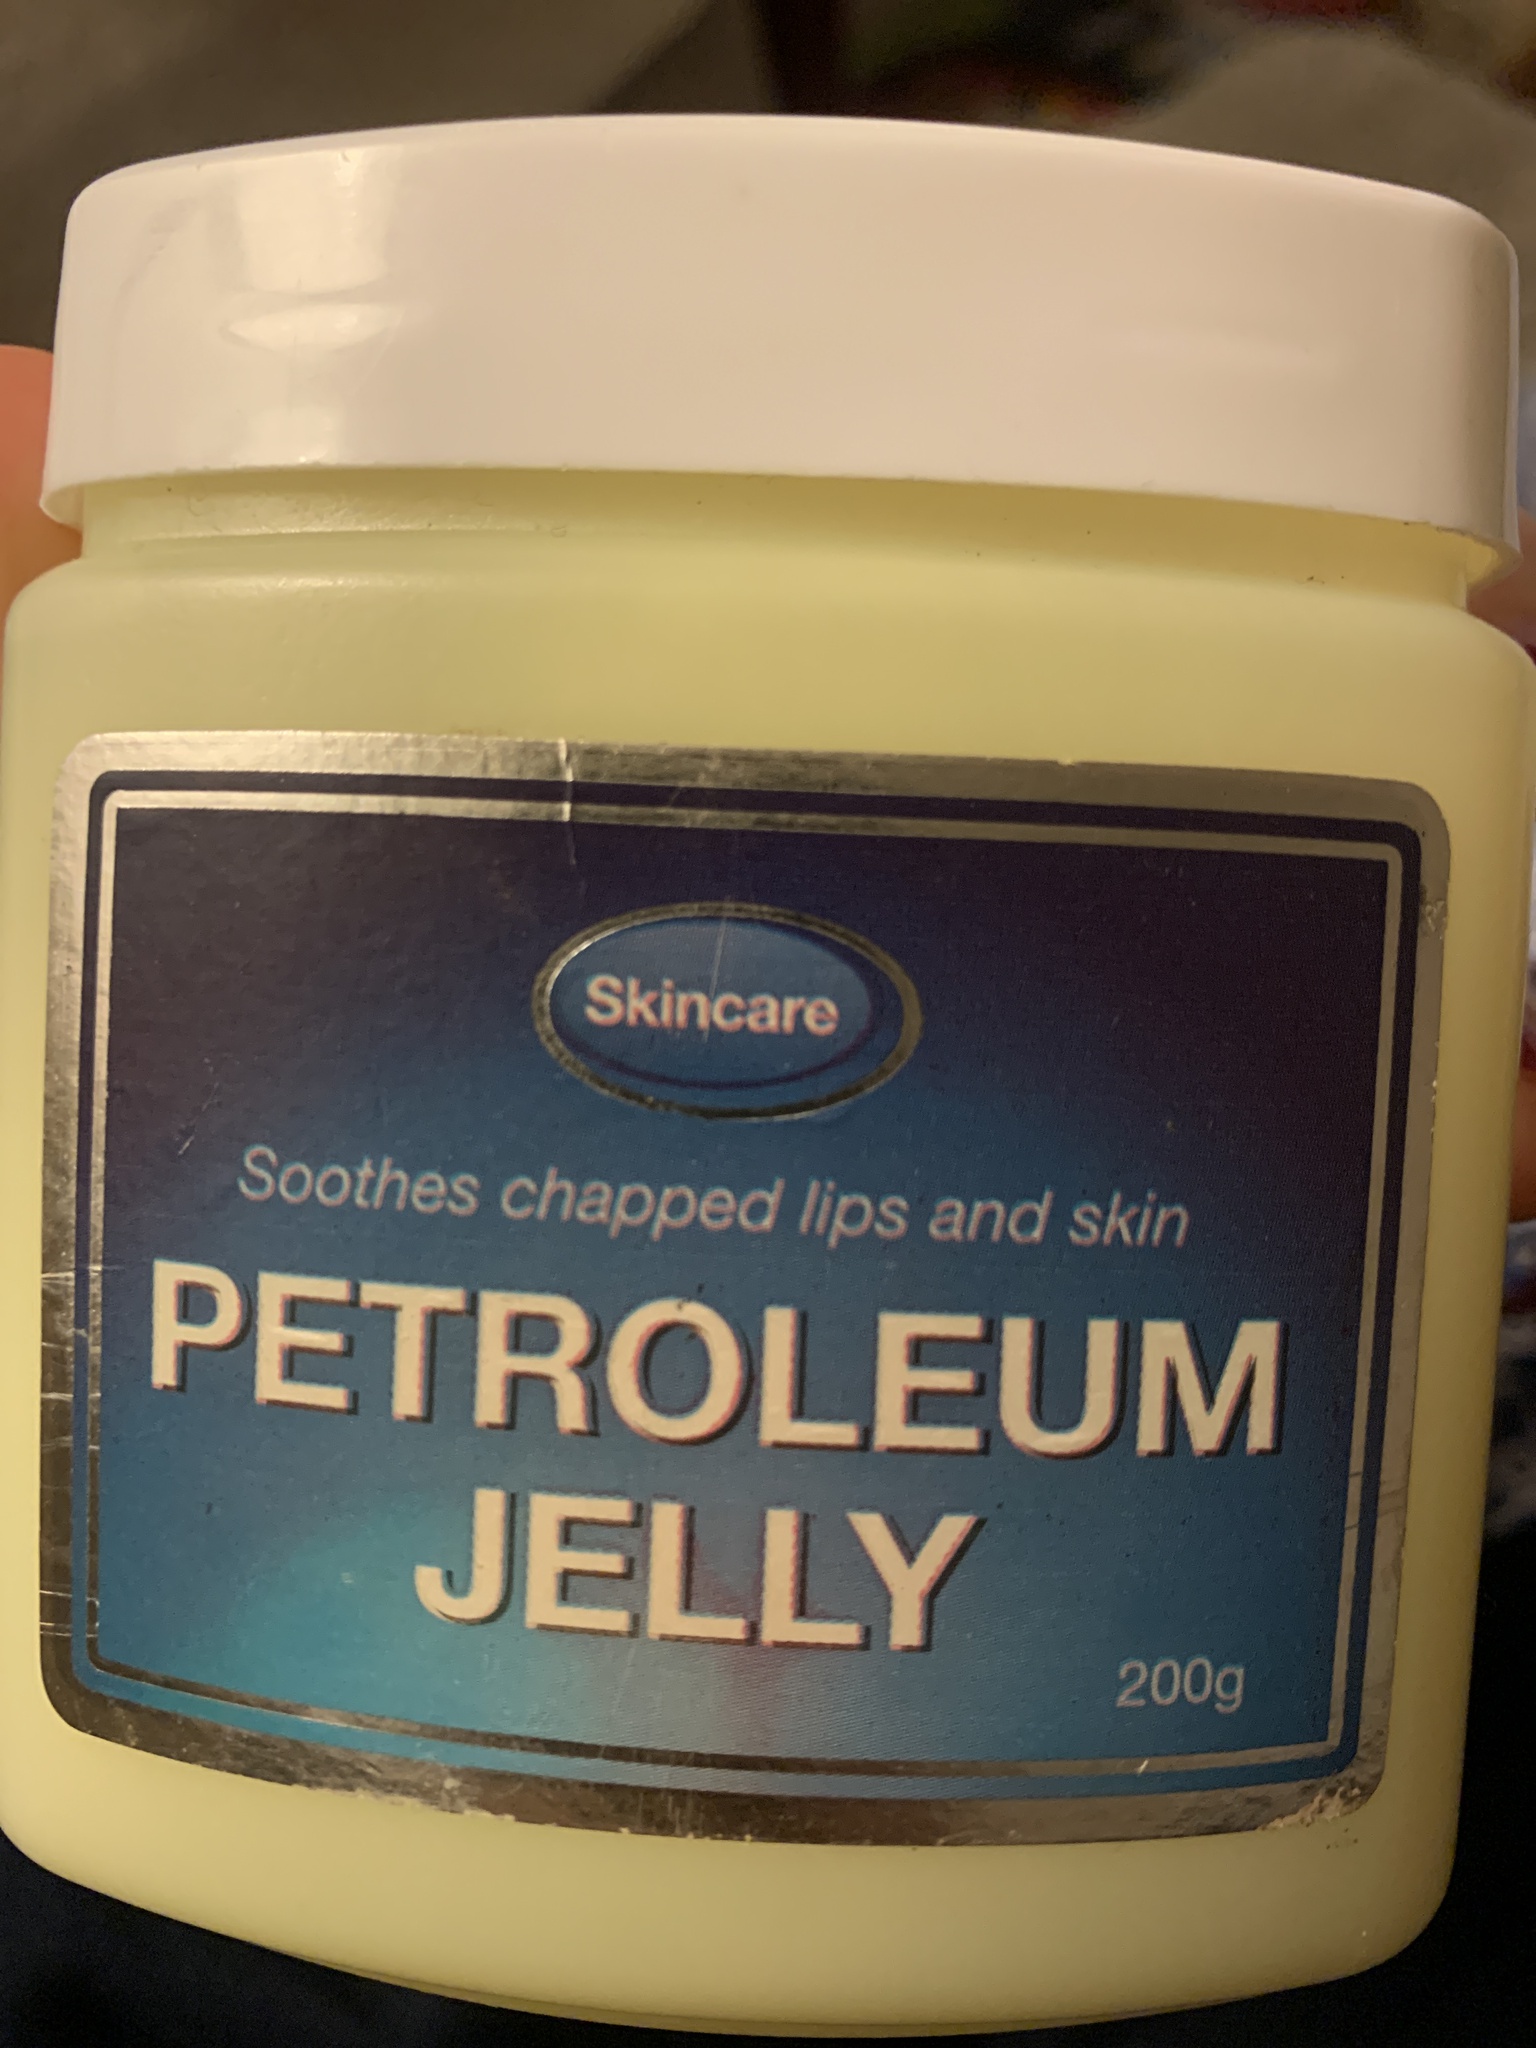 Skincare
Soothes chapped lips and skin
PETROLEUM
JELLY
200g